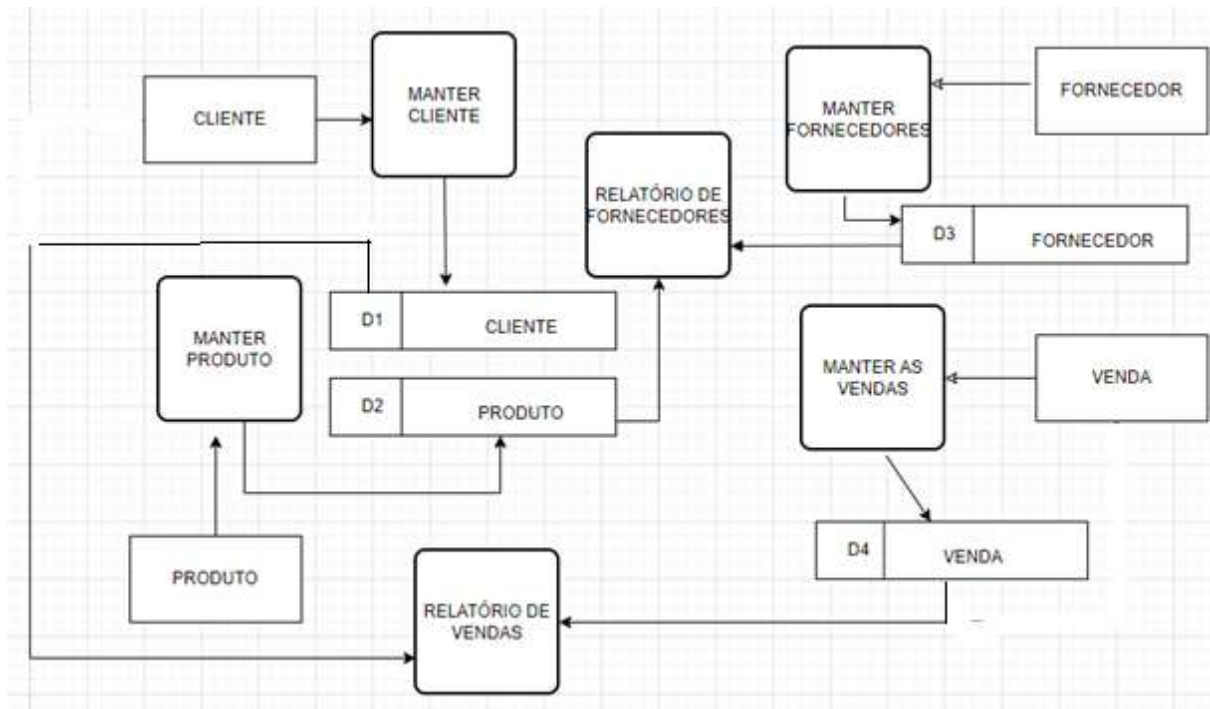 CLIENTE
MANTER
CLIENTE
MANTER
FORNECEDORES
FORNECEDOR
RELATÓRIO DE
FORNECEDORES
D3
FORNECEDOR
MANTER
PRODUTO
D1
CLIENTE
D2
PRODUTO
MANTER AS
VENDAS
VENDA
PRODUTO
RELATÓRIO DE
VENDAS
D4
VENDA